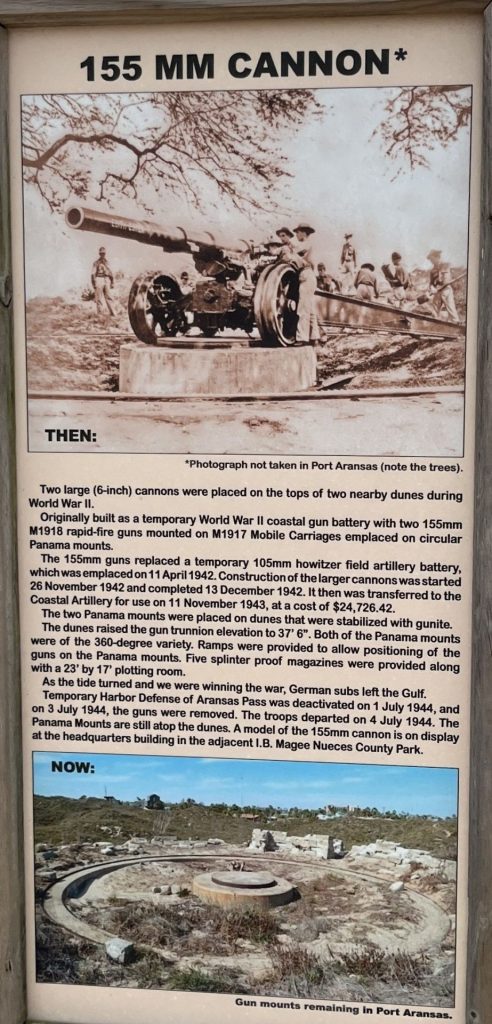 155 MM CANNON*
THEN:
*Photograph not taken in Port Aransas (note the trees).
Two large (6-inch) cannons were placed on the tops of two nearby dunes during
World War II.
Originally built as a temporary World War II coastal gun battery with two 155mm
M1918 rapid-fire guns mounted on M1917 Mobile Carriages emplaced on circular
Panama mounts.
The 155mm guns replaced a temporary 105mm howitzer field artillery battery,
which was emplaced on 11 April 1942. Construction of the larger cannons was started
26 November 1942 and completed 13 December 1942. It then was transferred to the
Coastal Artillery for use on 11 November 1943, at a cost of $24,726.42.
The two Panama mounts were placed on dunes that were stabilized with gunite.
The dunes raised the gun trunnion elevation to 37' 6". Both of the Panama mounts
were of the 360-degree variety. Ramps were provided to allow positioning of the
guns on the Panama mounts. Five splinter proof magazines were provided along
with a 23' by 17' plotting room.
As the tide turned and we were winning the war, German subs left the Gulf.
Temporary Harbor Defense of Aransas Pass was deactivated on 1 July 1944, and
on 3 July 1944, the guns were removed. The troops departed on 4 July 1944. The
Panama Mounts are still atop the dunes. A model of the 155mm cannon is on display
at the headquarters building in the adjacent I.B. Magee Nueces County Park.
NOW:
Gun mounts remaining in Port Aransas.